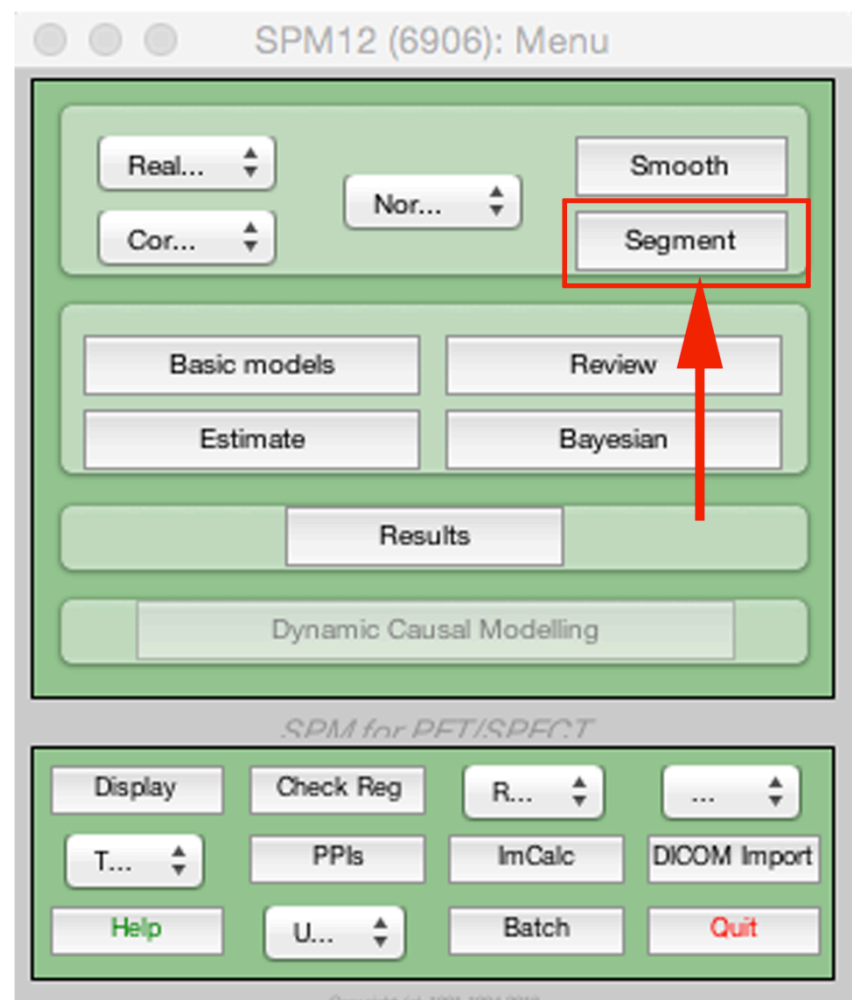 SPM12 (6906): Menu
Real...
Smooth
Nor...
Cor...
Segment
Basic models
Review
Estimate
Bayesian
Results
Dynamic Causal Modelling
SPM for PET/SPECT
Display
Check Reg
R...
...
T...
PPIs
ImCalc
DICOM Import
Help
U...
Batch
Quit